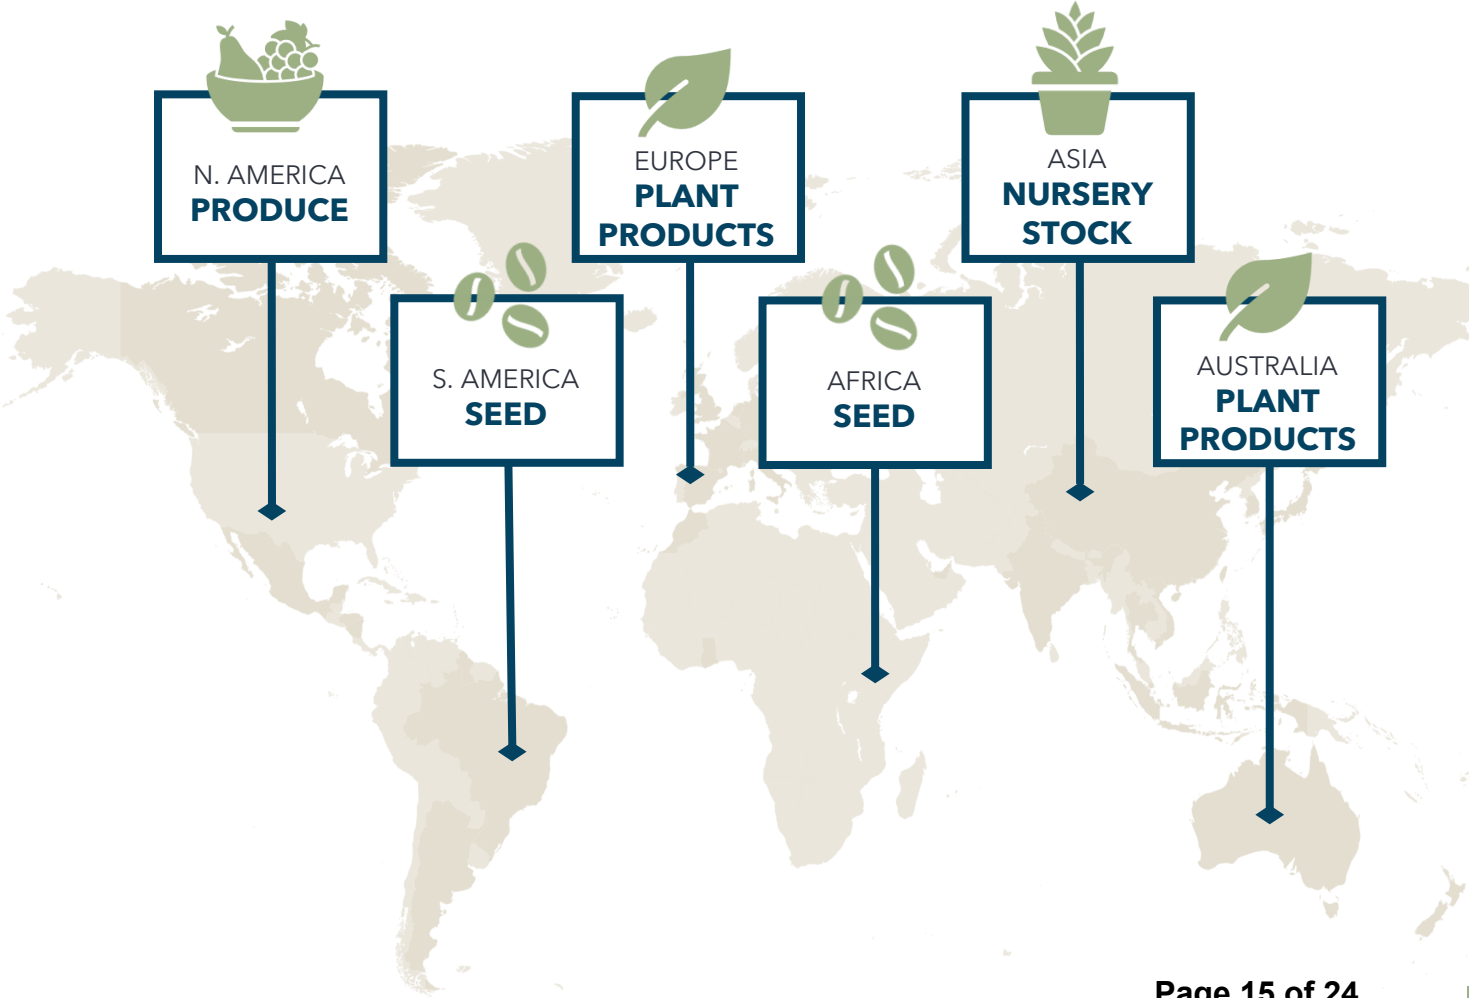 N. AMERICA
PRODUCE
EUROPE
PLANT
PRODUCTS
ASIA
NURSERY
STOCK
S. AMERICA
SEED
AFRICA
SEED
AUSTRALIA
PLANT
PRODUCTS
Page 15 of 24